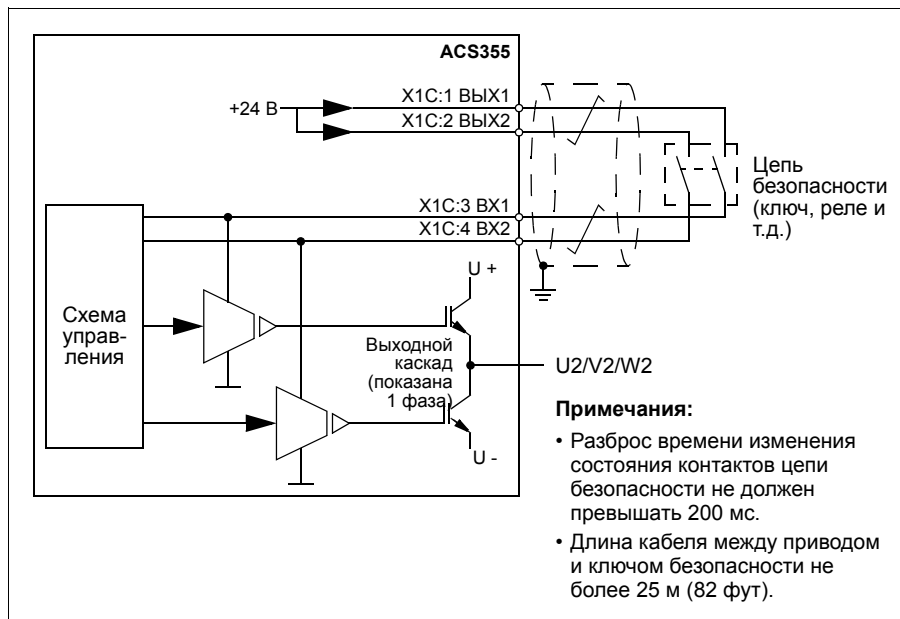 ACS355
X1C:1 ВЫХ1
+24 В
X1C:2 ВЫХ2
Цепь
безопасности
(ключ, реле и
т.д.)
X1C:3 ВХ1
X1C:4 ВХ2
U +
Схема
управ-
ления
Выходной
каскад
(показана
1 фаза)
U2/V2/W2
U -
Примечания:
• Разброс времени изменения
состояния контактов цепи
безопасности не должен
превышать 200 мс.
• Длина кабеля между приводом
и ключом безопасности не
более 25 м (82 фут).